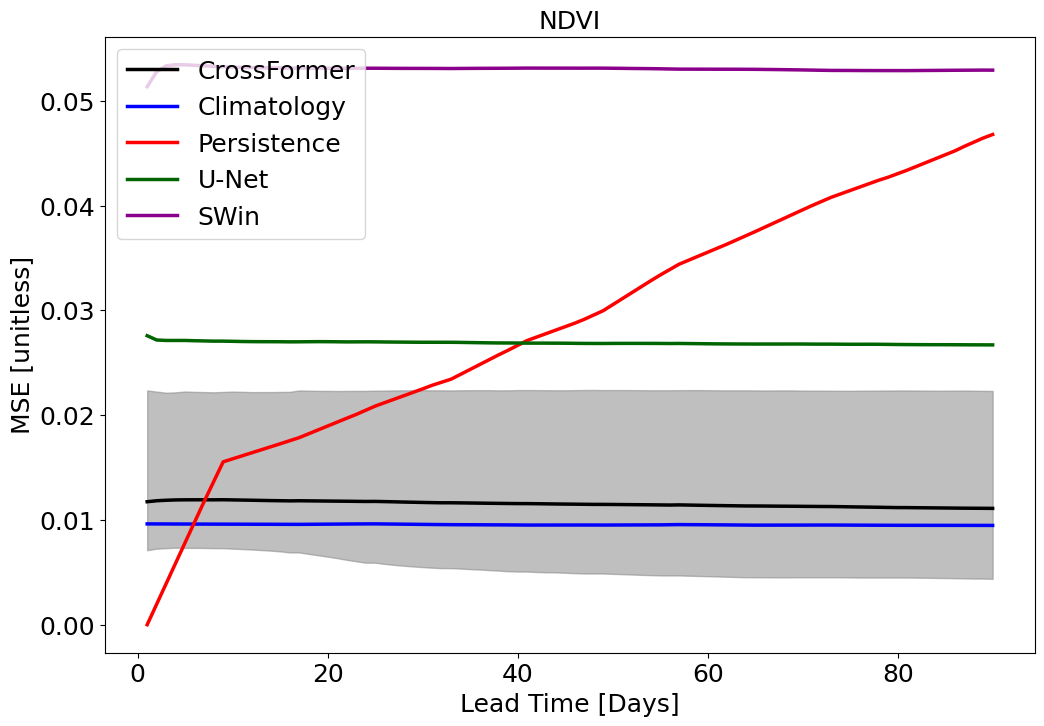 NDVI
CrossFormer
Climatology
Persistence
U-Net
SWin
MSE [unitless]
0.05
0.04
0.03
0.02
0.01
0.00
0 20 40 60 80
Lead Time [Days]